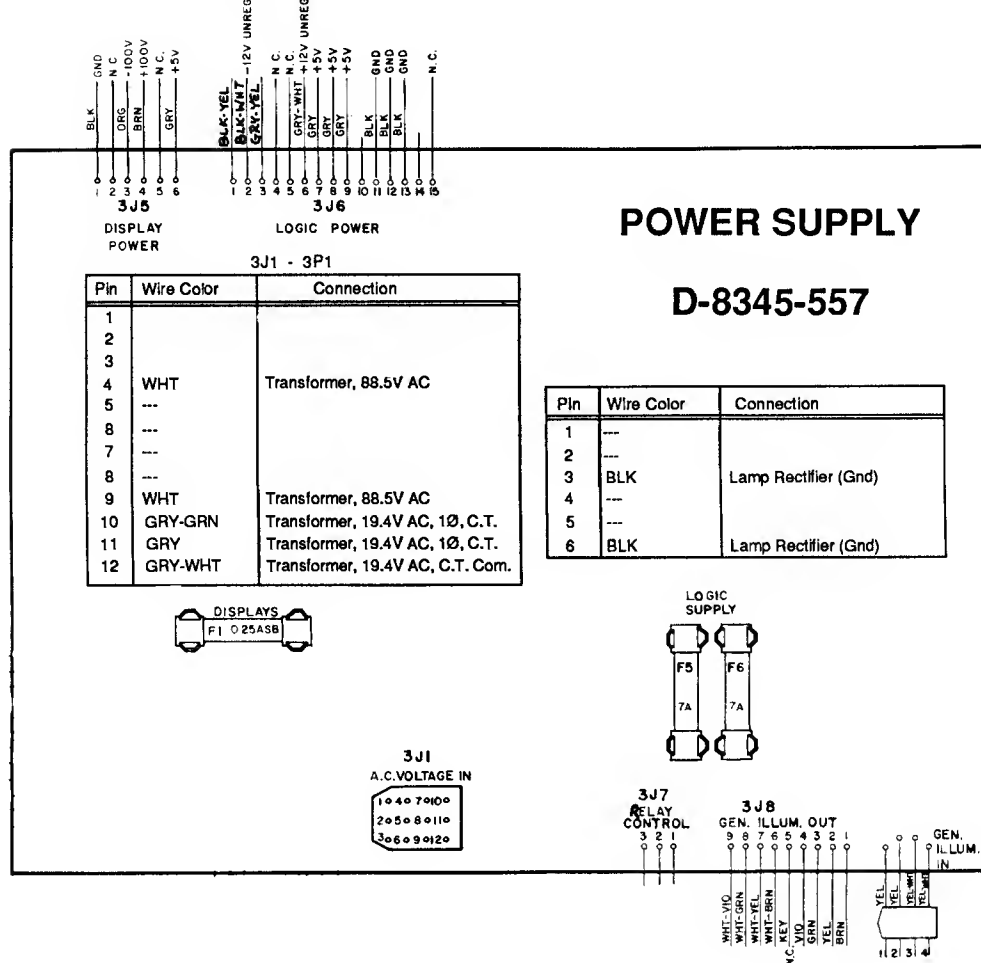 BLK
GND
N C
ORG
-100V
BRN
+100V
N C.
GRY
+5V
BLK-YEL
BLK-WHT
-12V UNREG
GRY-YEL
N C.
N.C.
GRY-WHT
+12V UNREG
GRY
+5V
GRY
+5V
GRY
+5V
BLK
GND
BLK
GND
BLK
GND
N.C.
1 2 3 4 5 6
1 2 3 4 5 6 7 8 9 10 11 12 13 14 15
3J5
DISPLAY
POWER
3J6
LOGIC POWER
POWER SUPPLY
D-8345-557
3J1 - 3P1
Pin Wire Color Connection
1
2
3
4 WHT Transformer, 88.5V AC
5 ---
8 ---
7 ---
8 ---
9 WHT Transformer, 88.5V AC
10 GRY-GRN Transformer, 19.4V AC, 1Ø, C.T.
11 GRY Transformer, 19.4V AC, 1Ø, C.T.
12 GRY-WHT Transformer, 19.4V AC, C.T. Com.
Pin Wire Color Connection
1 ---
2 ---
3 BLK Lamp Rectifier (Gnd)
4 ---
5 ---
6 BLK Lamp Rectifier (Gnd)
DISPLAYS
F1 0 25ASB
LOGIC
SUPPLY
F5 F6
7A 7A
3J1
A.C.VOLTAGE IN
1 4 7 10
2 5 8 11
3 6 9 12
3J7
RELAY
CONTROL
3 2 1
3J8
GEN. ILLUM. OUT
9 8 7 6 5 4 3 2 1
GEN.
ILLUM.
IN
WHT-VIO
WHT-GRN
WHT-YEL
WHT-BRN
KEY
N.C.
VIO
GRN
YEL
BRN
YEL
YEL
YEL-WHT
YEL-WHT
1 2 3 4